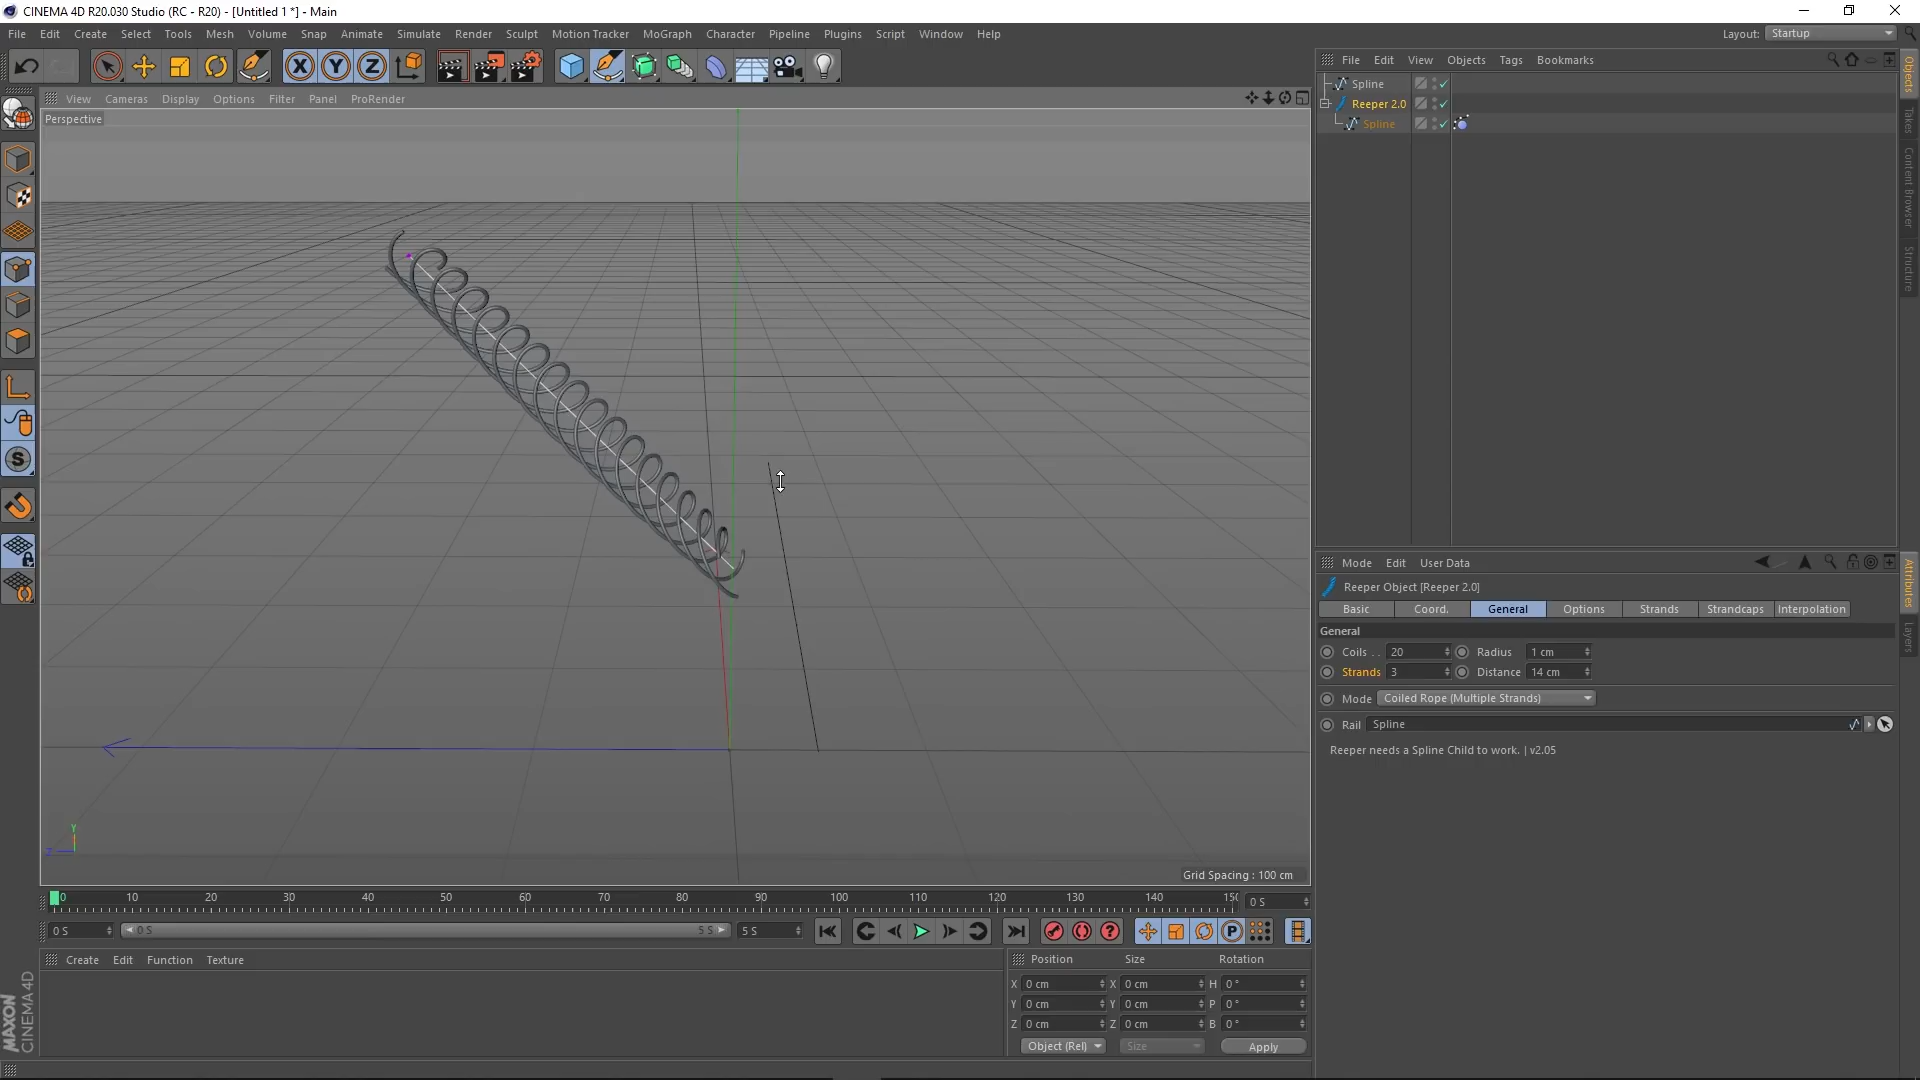 CINEMA 4D R20.030 Studio (RC - R20) - [Untitled 1 *] - Main
File Edit Create Select Tools Mesh Volume Snap Animate Simulate Render Sculpt Motion Tracker MoGraph Character Pipeline Plugins Script Window Help
Layout: Startup
X Y Z
File Edit View Objects Tags Bookmarks
View Cameras Display Options Filter Panel ProRender
Perspective
Spline
Reeper 2.0
Spline
Objects
Takes
Content Browser
Structure
Mode Edit User Data
Reeper Object [Reeper 2.0]
Basic Coord. General Options Strands Strandcaps Interpolation
General
Coils . . 20 Radius 1 cm
Strands 3 Distance 14 cm
Mode Coiled Rope (Multiple Strands)
Rail Spline
Reeper needs a Spline Child to work. | v2.05
Attributes
Layers
Y
Z
Grid Spacing : 100 cm
0 10 20 30 40 50 60 70 80 90 100 110 120 130 140 0 S
0 S 0 S 5 S 5 S
Create Edit Function Texture
Position Size Rotation
X 0 cm X 0 cm H 0 °
Y 0 cm Y 0 cm P 0 °
Z 0 cm Z 0 cm B 0 °
Object (Rel) Size Apply
MAXON CINEMA 4D